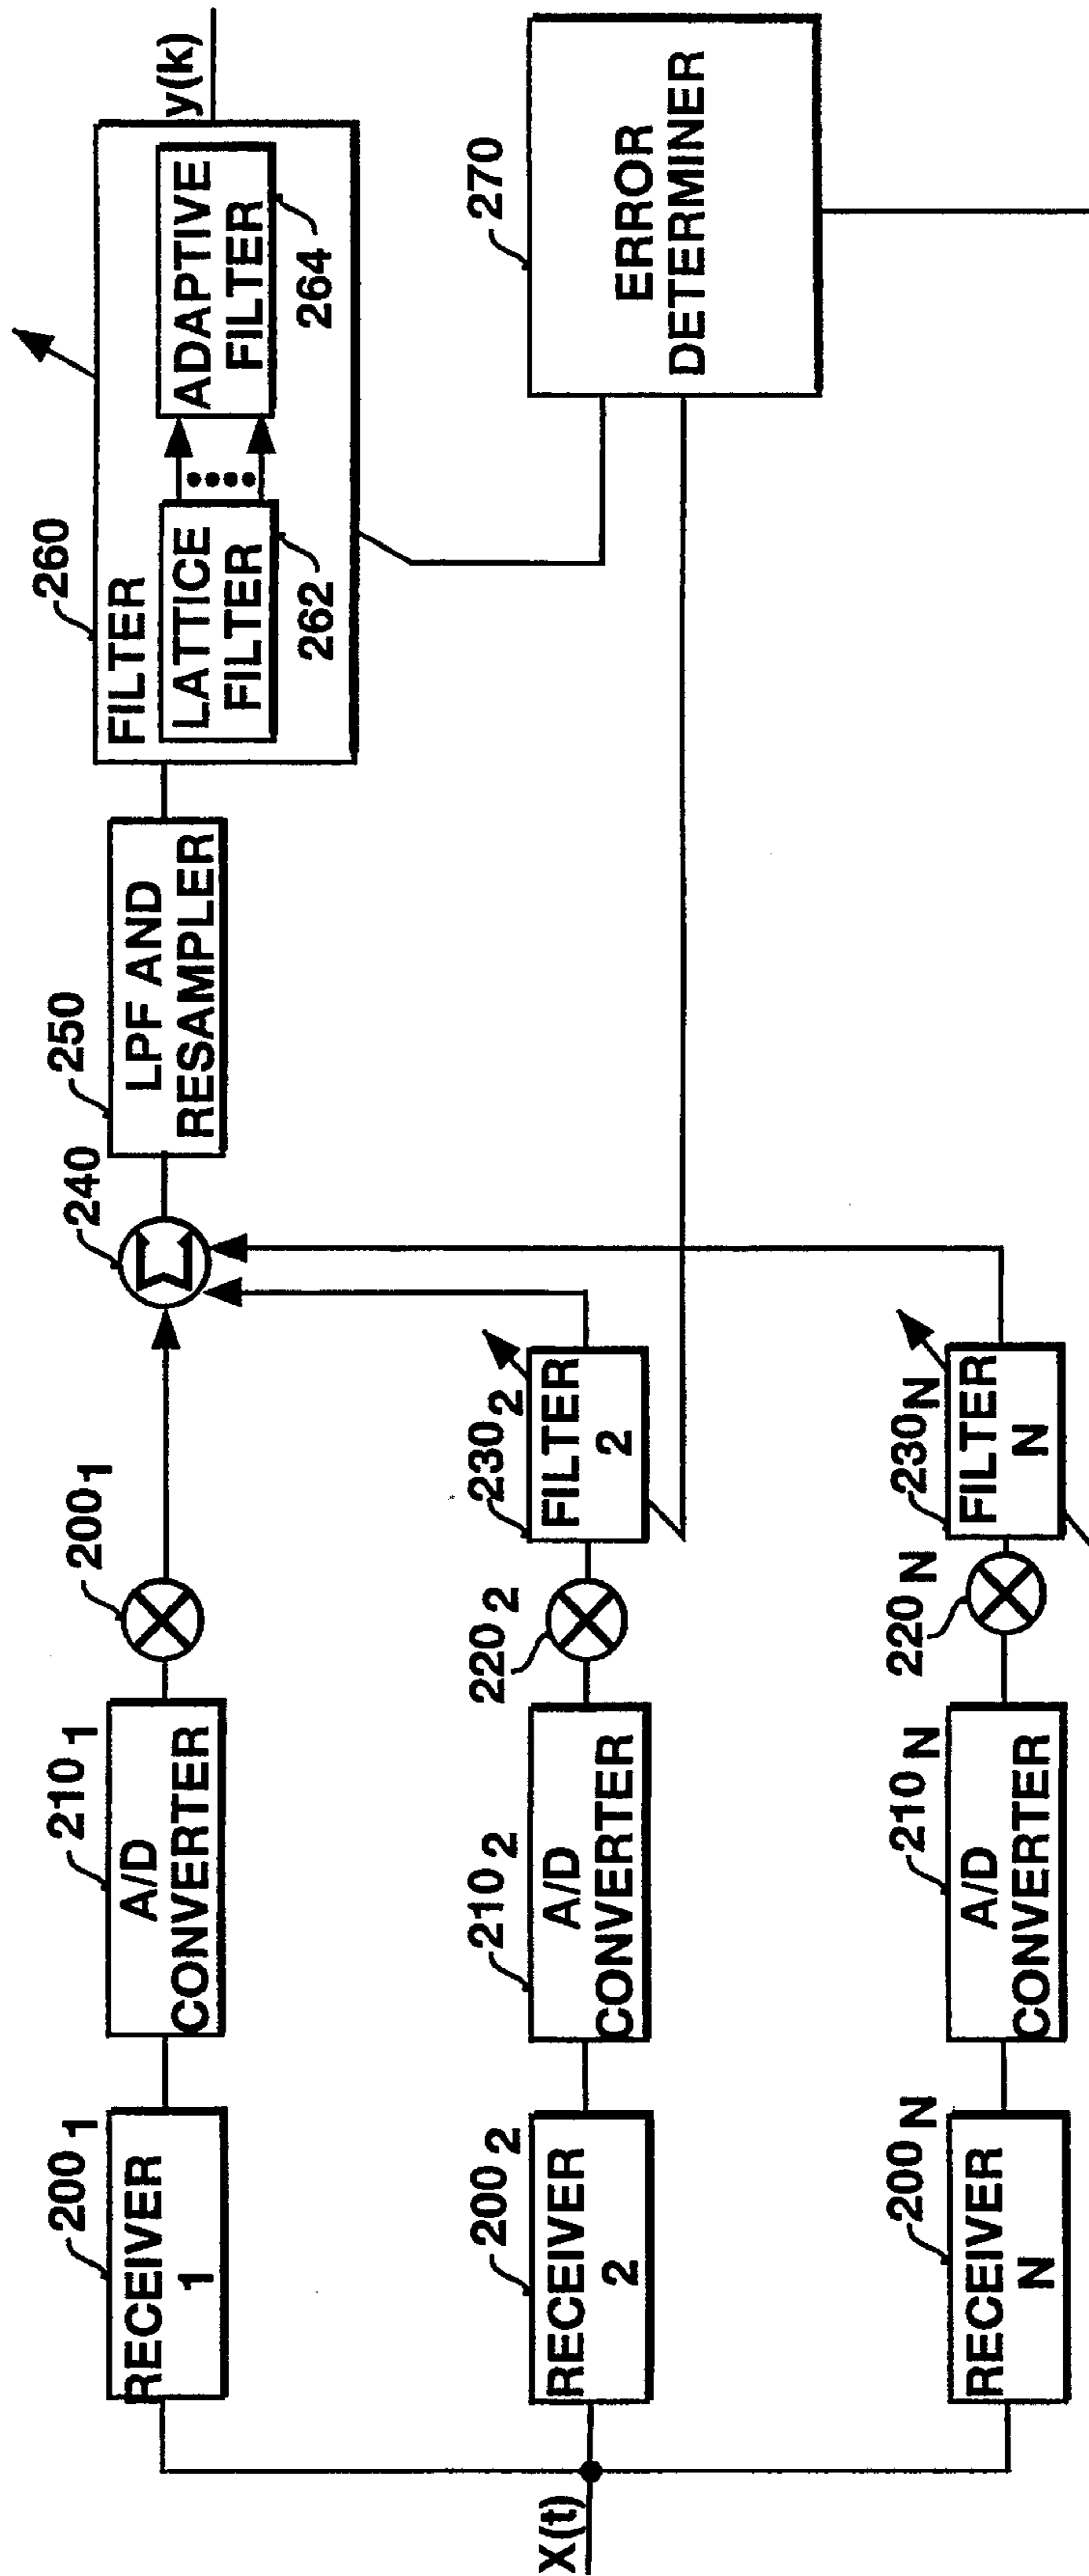 X(t)
200 1
RECEIVER
1
210 1
A/D
CONVERTER
200 1
240
Σ
250
LPF AND
RESAMPLER
260
FILTER
LATTICE
FILTER
262
ADAPTIVE
FILTER
264
y(k)
200 2
RECEIVER
2
210 2
A/D
CONVERTER
220 2
230 2
FILTER
2
270
ERROR
DETERMINER
200 N
RECEIVER
N
210 N
A/D
CONVERTER
220 N
230 N
FILTER
N